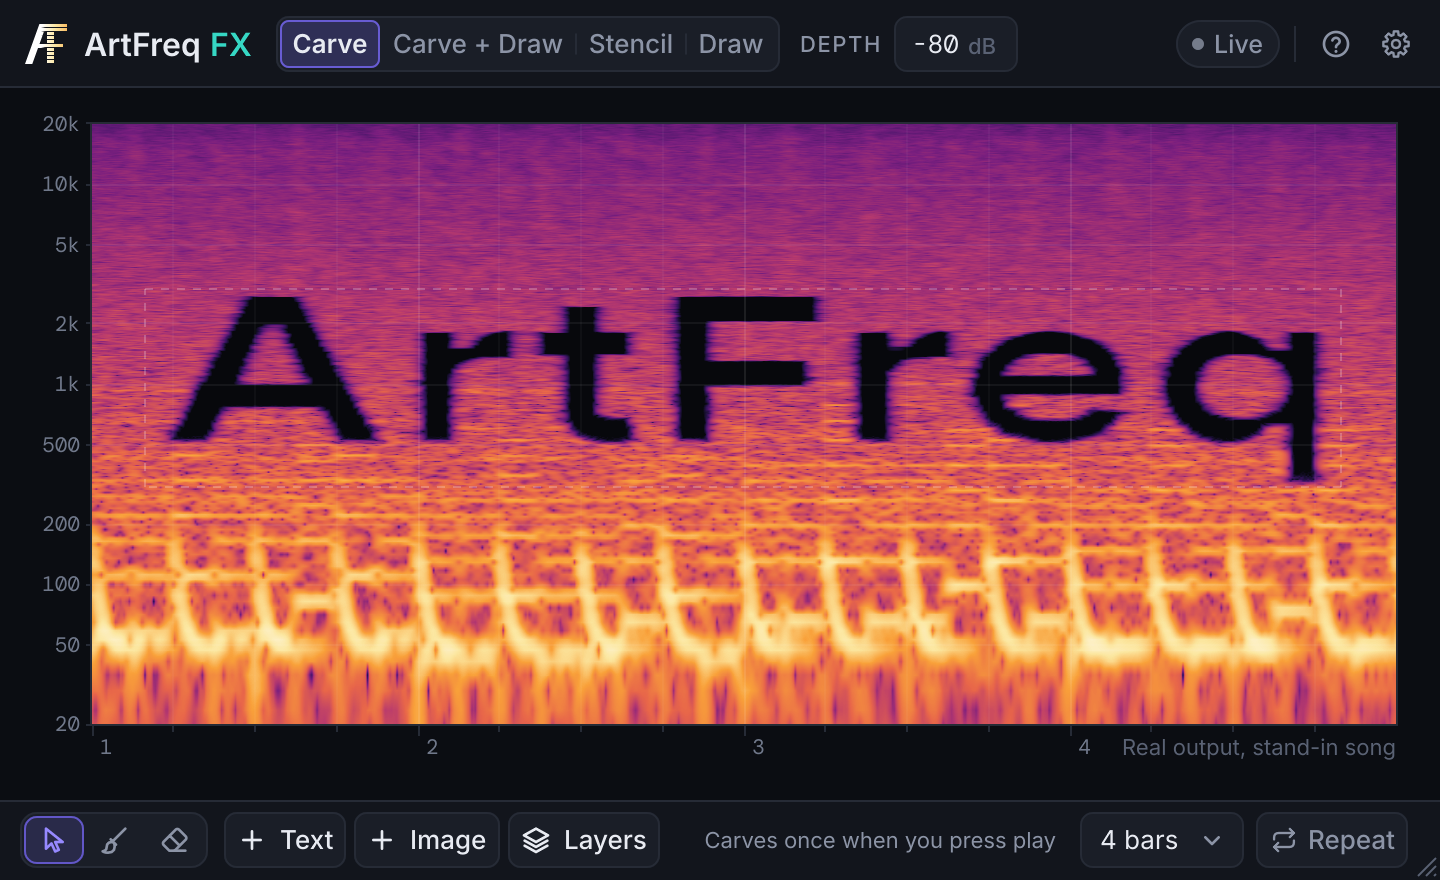 ArtFreq FX
Carve Carve + Draw Stencil Draw DEPTH -80 dB Live
20k
10k
5k
2k
1k
500
200
100
50
20
ArtFreq
1 2 3 4 Real output, stand-in song
Text Image Layers Carves once when you press play 4 bars Repeat